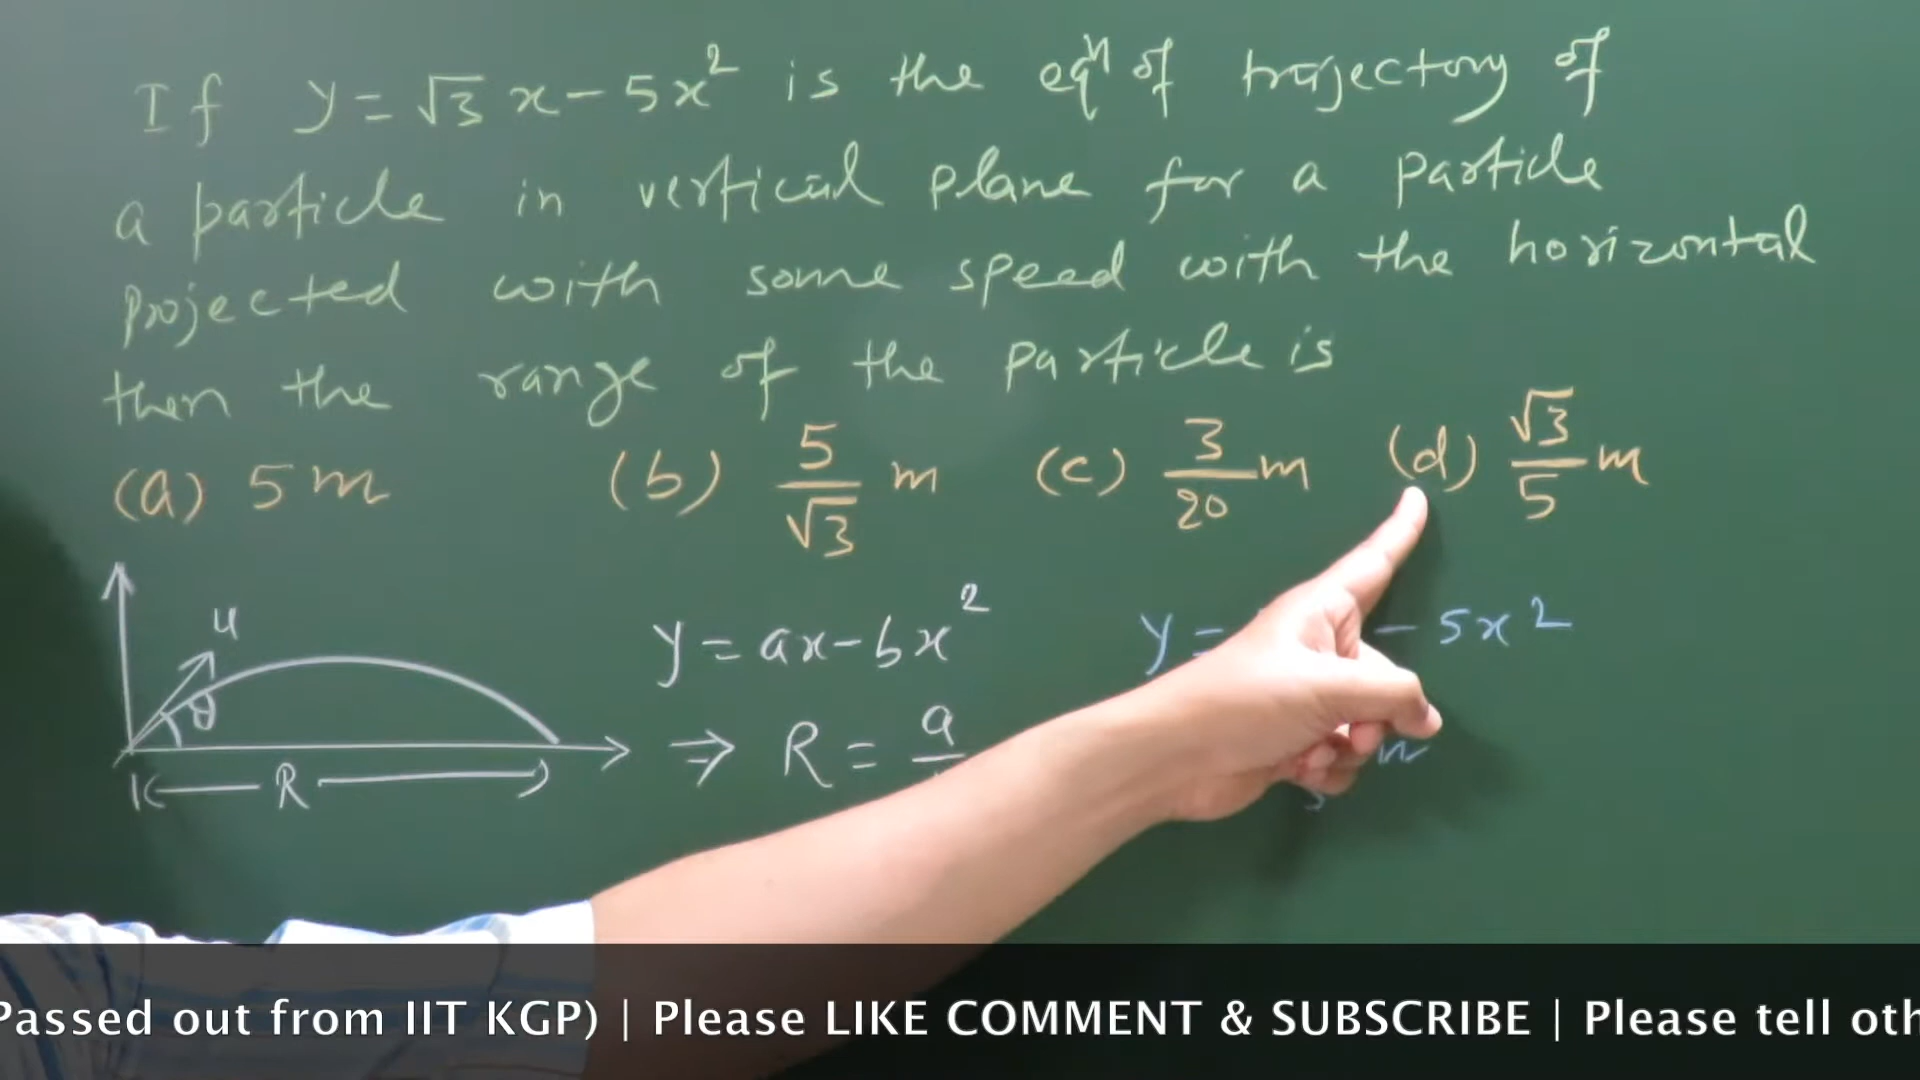 If y = √3 x - 5x² is the eqⁿ of trajectory of
a particle in vertical plane for a particle
projected with some speed with the horizontal
then the range of the particle is
(a) 5 m (b) 5/√3 m (c) 3/20 m (d) √3/5 m
u
θ
R
y = ax - bx²
⇒ R = a
y = - 5x²
5 m
Passed out from IIT KGP) | Please LIKE COMMENT & SUBSCRIBE | Please tell oth